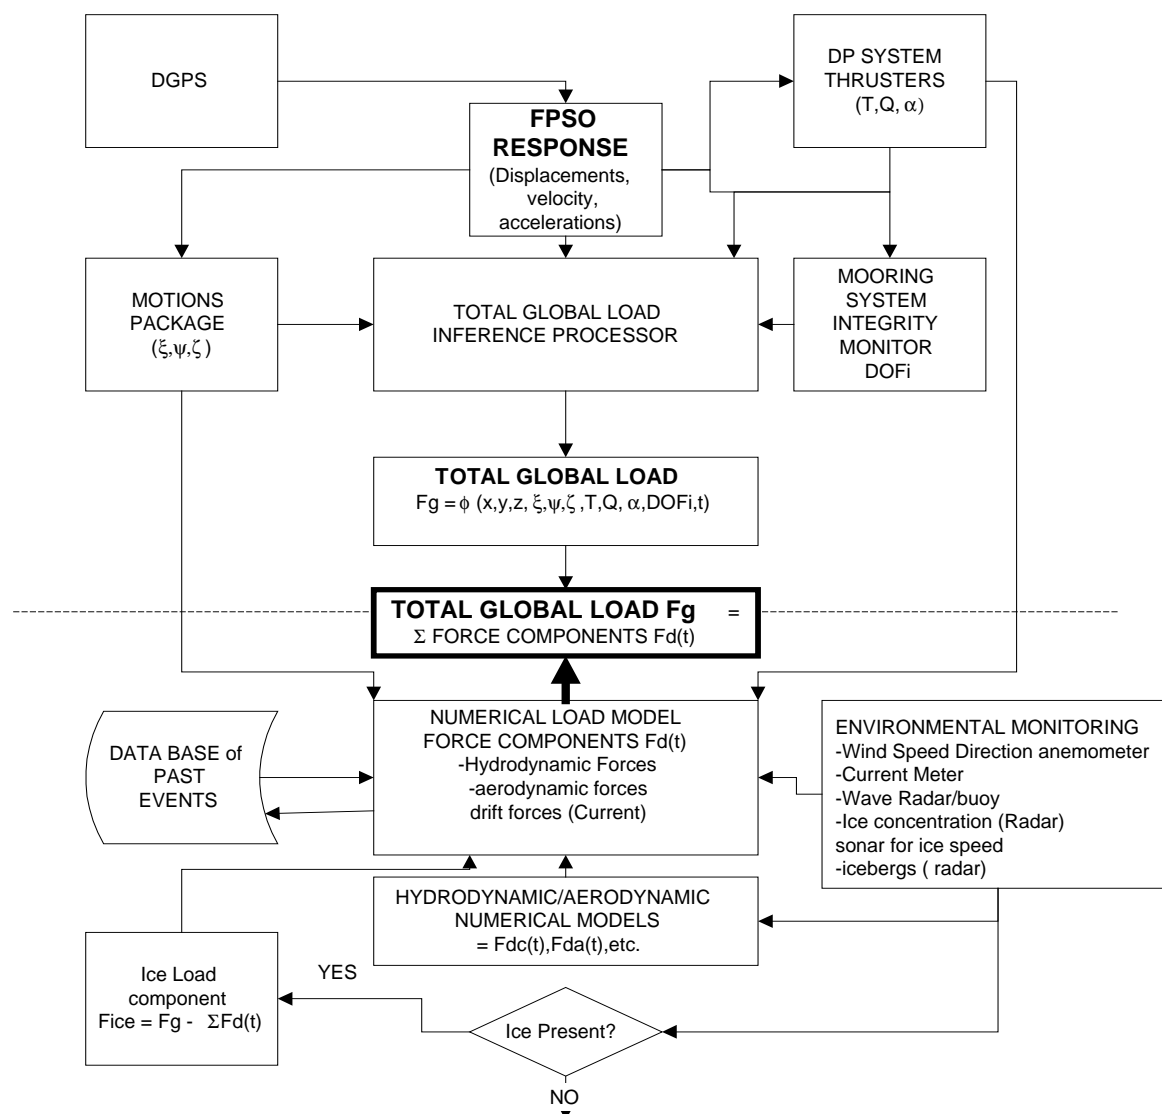 DGPS
DP SYSTEM
THRUSTERS
(T,Q, α)
FPSO
RESPONSE
(Displacements,
velocity,
accelerations)
MOTIONS
PACKAGE
(ξ,ψ,ζ )
TOTAL GLOBAL LOAD
INFERENCE PROCESSOR
MOORING
SYSTEM
INTEGRITY
MONITOR
DOFi
TOTAL GLOBAL LOAD
Fg = ϕ (x,y,z, ξ,ψ,ζ ,T,Q, α,DOFi,t)
TOTAL GLOBAL LOAD Fg =
Σ FORCE COMPONENTS Fd(t)
DATA BASE of
PAST
EVENTS
NUMERICAL LOAD MODEL
FORCE COMPONENTS Fd(t)
-Hydrodynamic Forces
-aerodynamic forces
drift forces (Current)
ENVIRONMENTAL MONITORING
-Wind Speed Direction anemometer
-Current Meter
-Wave Radar/buoy
-Ice concentration (Radar)
sonar for ice speed
-icebergs ( radar)
HYDRODYNAMIC/AERODYNAMIC
NUMERICAL MODELS
= Fdc(t),Fda(t),etc.
Ice Load
component
Fice = Fg - ΣFd(t)
YES
Ice Present?
NO